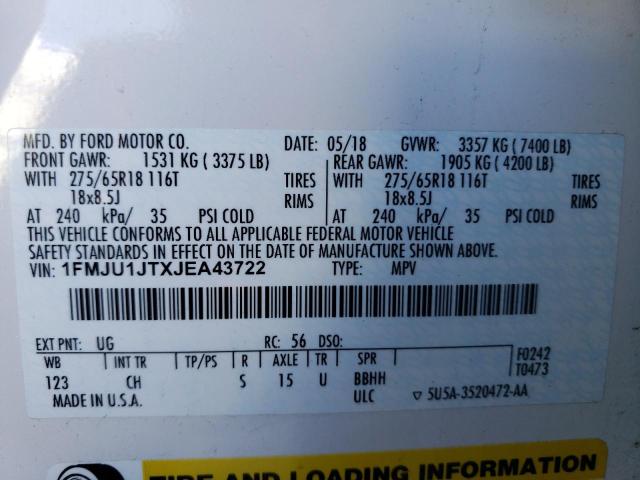 MFD. BY FORD MOTOR CO. DATE: 05/18 GVWR: 3357 KG ( 7400 LB)
FRONT GAWR: 1531 KG ( 3375 LB) REAR GAWR: 1905 KG ( 4200 LB)
WITH 275/65R18 116T TIRES WITH 275/65R18 116T TIRES
18x8.5J RIMS 18x8.5J RIMS
AT 240 kPa/ 35 PSI COLD AT 240 kPa/ 35 PSI COLD
THIS VEHICLE CONFORMS TO ALL APPLICABLE FEDERAL MOTOR VEHICLE
SAFETY STANDARDS IN EFFECT ON THE DATE OF MANUFACTURE SHOWN ABOVE.
VIN: 1FMJU1JTXJEA43722 TYPE: MPV
EXT PNT: UG RC: 56 DSO:
WB INT TR TP/PS R AXLE TR SPR F0242
123 CH S 15 U BBHH T0473
MADE IN U.S.A. ULC ▽ 5U5A-3520472-AA
TIRE AND LOADING INFORMATION